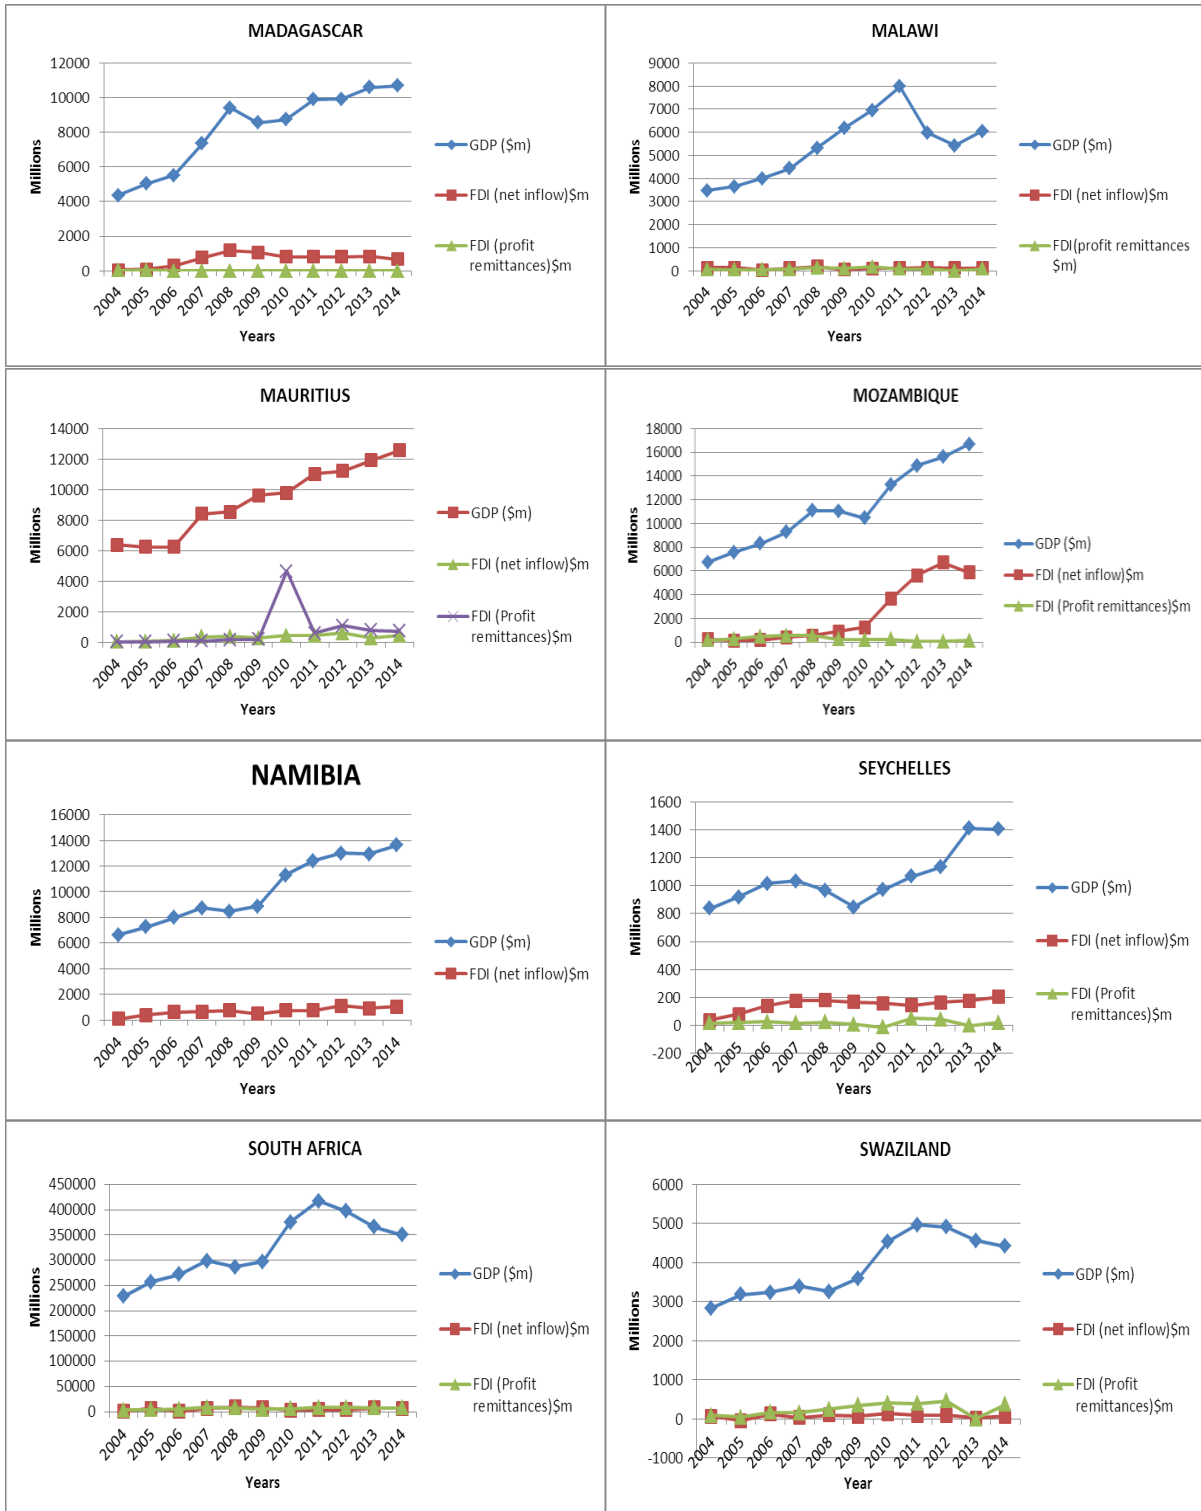 MADAGASCAR
12000
10000
8000
6000
4000
2000
0
Millions
2004 2005 2006 2007 2008 2009 2010 2011 2012 2013 2014
Years
GDP ($m)
FDI (net inflow)$m
FDI (profit
remittances)$m
MALAWI
9000
8000
7000
6000
5000
4000
3000
2000
1000
0
Millions
2004 2005 2006 2007 2008 2009 2010 2011 2012 2013 2014
Years
GDP ($m)
FDI (net inflow)$m
FDI(profit remittances
$m)
MAURITIUS
14000
12000
10000
8000
6000
4000
2000
0
Millions
2004 2005 2006 2007 2008 2009 2010 2011 2012 2013 2014
Years
GDP ($m)
FDI (net inflow)$m
FDI (Profit
remittances)$m
MOZAMBIQUE
18000
16000
14000
12000
10000
8000
6000
4000
2000
0
Millions
2004 2005 2006 2007 2008 2009 2010 2011 2012 2013 2014
Years
GDP ($m)
FDI (net inflow)$m
FDI (Profit remittances)$m
NAMIBIA
16000
14000
12000
10000
8000
6000
4000
2000
0
Millions
2004 2005 2006 2007 2008 2009 2010 2011 2012 2013 2014
Years
GDP ($m)
FDI (net inflow)$m
SEYCHELLES
1600
1400
1200
1000
800
600
400
200
0
-200
Millions
2004 2005 2006 2007 2008 2009 2010 2011 2012 2013 2014
Years
GDP ($m)
FDI (net inflow)$m
FDI (Profit
remittances)$m
SOUTH AFRICA
450000
400000
350000
300000
250000
200000
150000
100000
50000
0
Millions
2004 2005 2006 2007 2008 2009 2010 2011 2012 2013 2014
Years
GDP ($m)
FDI (net inflow)$m
FDI (Profit
remittances)$m
SWAZILAND
6000
5000
4000
3000
2000
1000
0
-1000
Millions
2004 2005 2006 2007 2008 2009 2010 2011 2012 2013 2014
Year
GDP ($m)
FDI (net inflow)$m
FDI (Profit
remittances)$m